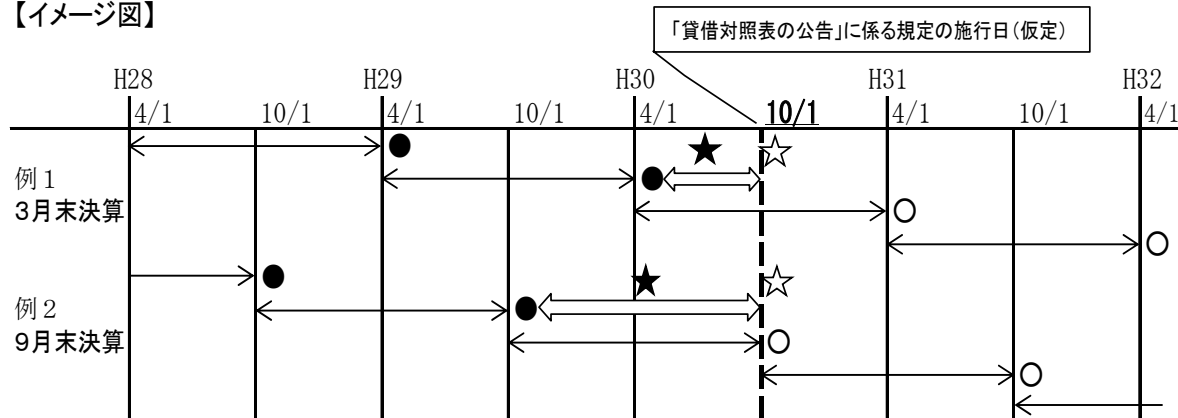 【イメージ図】
「貸借対照表の公告」に係る規定の施行日(仮定)
H28 H29 H30 H31 H32
4/1 10/1 4/1 10/1 4/1 10/1 4/1 10/1 4/1
例1
3月末決算
例2
9月末決算